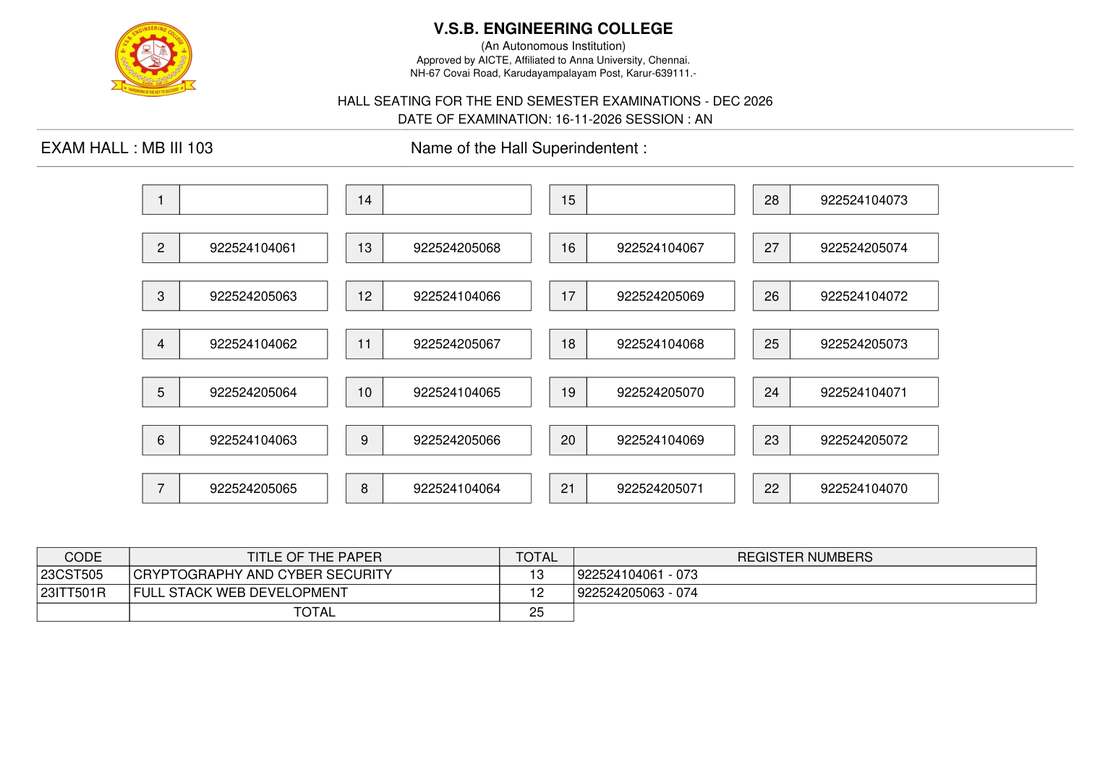 V.S.B. ENGINEERING COLLEGE
(An Autonomous Institution)
Approved by AICTE, Affiliated to Anna University, Chennai.
NH-67 Covai Road, Karudayampalayam Post, Karur-639111.-
HALL SEATING FOR THE END SEMESTER EXAMINATIONS - DEC 2026
DATE OF EXAMINATION: 16-11-2026 SESSION : AN
EXAM HALL : MB III 103 Name of the Hall Superindentent :
1 14 15 28 922524104073
2 922524104061 13 922524205068 16 922524104067 27 922524205074
3 922524205063 12 922524104066 17 922524205069 26 922524104072
4 922524104062 11 922524205067 18 922524104068 25 922524205073
5 922524205064 10 922524104065 19 922524205070 24 922524104071
6 922524104063 9 922524205066 20 922524104069 23 922524205072
7 922524205065 8 922524104064 21 922524205071 22 922524104070
CODE TITLE OF THE PAPER TOTAL REGISTER NUMBERS
23CST505 CRYPTOGRAPHY AND CYBER SECURITY 13 922524104061 - 073
23ITT501R FULL STACK WEB DEVELOPMENT 12 922524205063 - 074
TOTAL 25